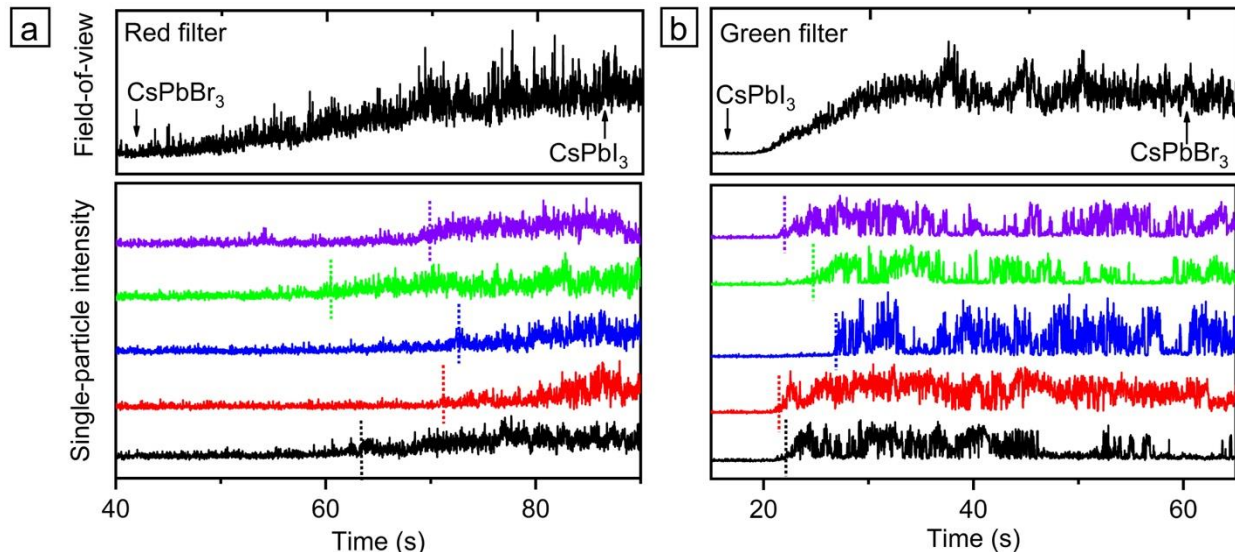 a
Red filter
Field-of-view
CsPbBr₃
CsPbI₃
Single-particle intensity
40 60 80
Time (s)
b
Green filter
CsPbI₃
CsPbBr₃
20 40 60
Time (s)